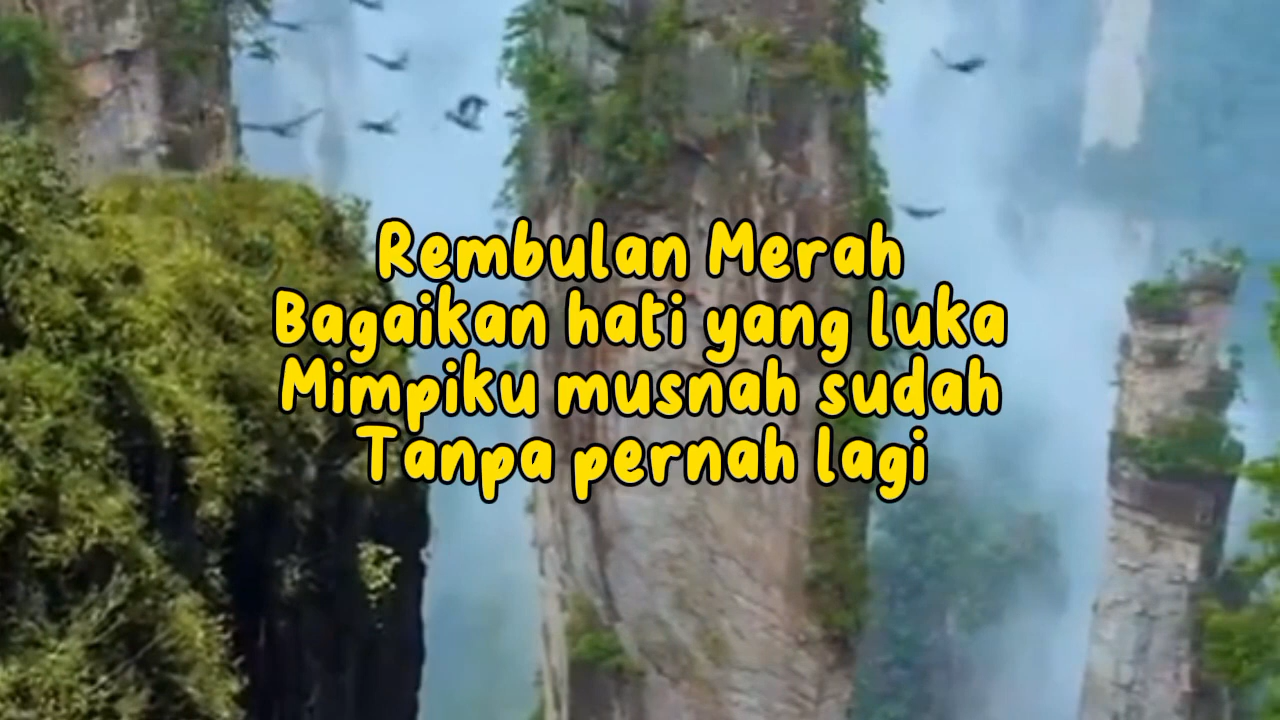 Rembulan Merah
Bagaikan hati yang luka
Mimpiku musnah sudah
Tanpa pernah lagi